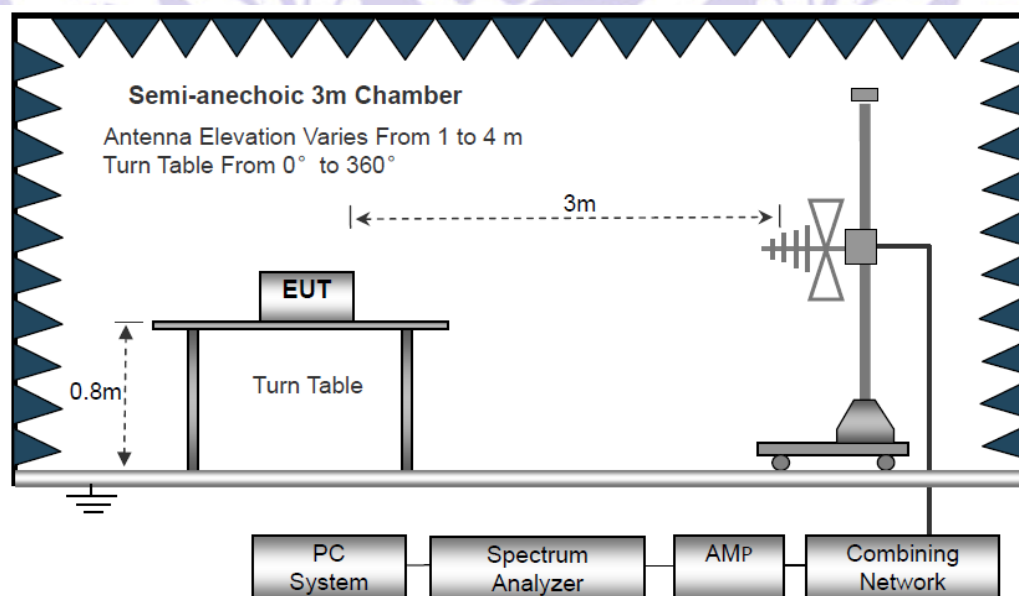 Semi-anechoic 3m Chamber
Antenna Elevation Varies From 1 to 4 m
Turn Table From 0° to 360°
3m
EUT
0.8m
Turn Table
PC
System
Spectrum
Analyzer
AMP
Combining
Network